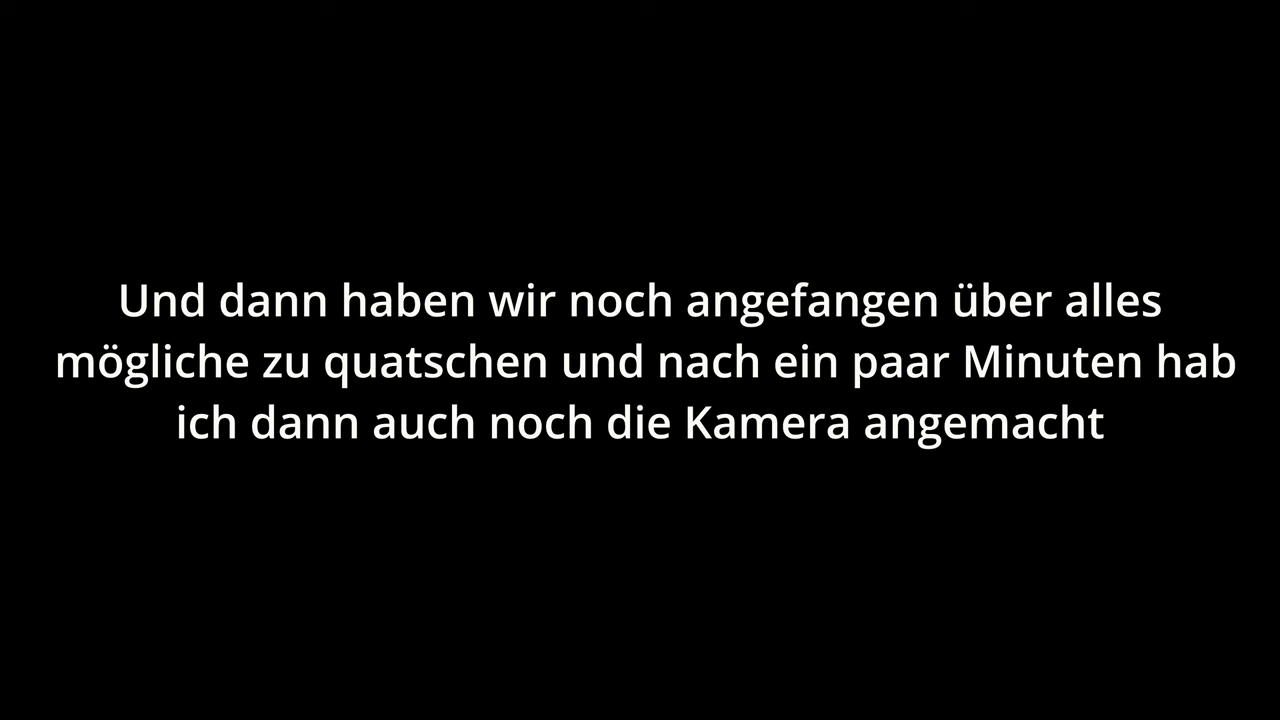 Und dann haben wir noch angefangen über alles
mögliche zu quatschen und nach ein paar Minuten hab
ich dann auch noch die Kamera angemacht